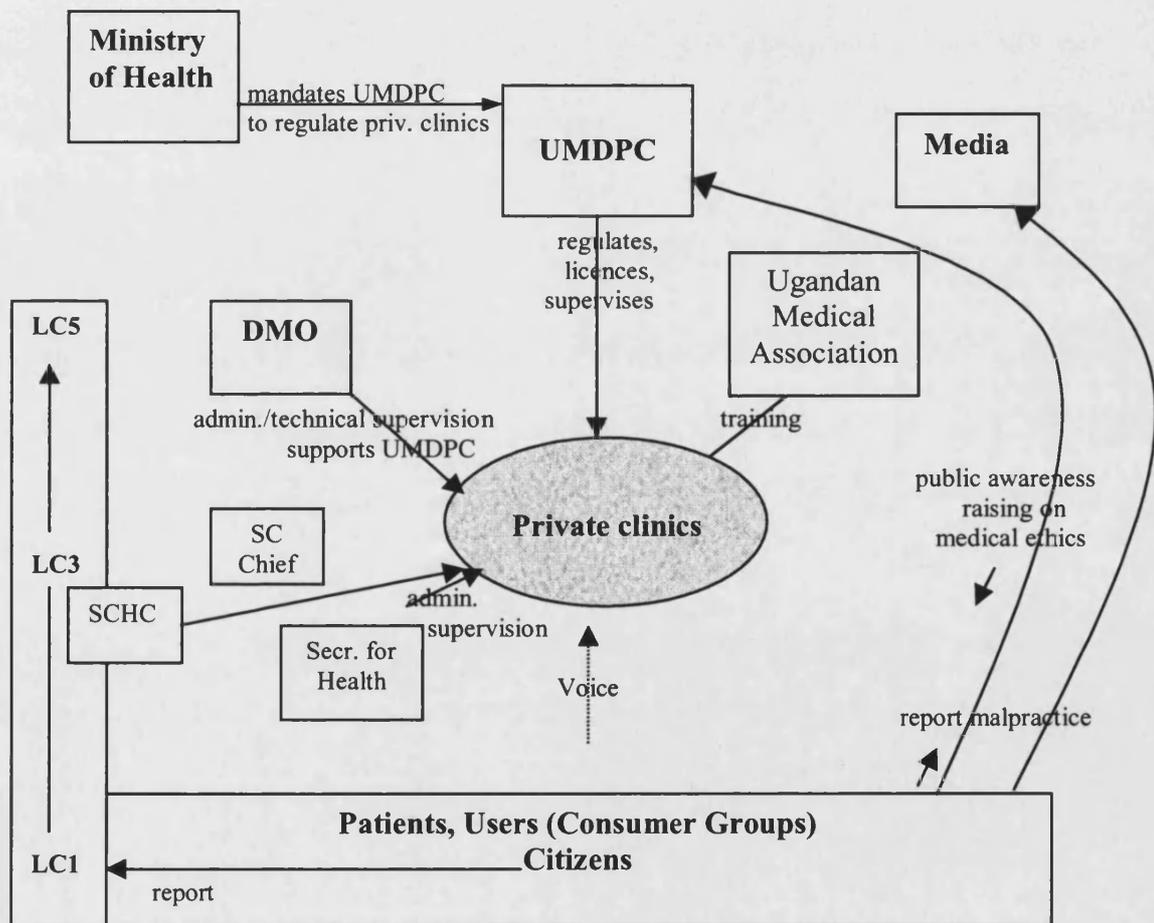 Ministry
of Health
mandates UMDPC
to regulate priv. clinics
UMDPC
Media
regulates,
licences,
supervises
Ugandan
Medical
Association
LC5
DMO
admin./technical supervision
supports UMDPC
training
public awareness
raising on
medical ethics
Private clinics
SC
Chief
LC3
SCHC
admin.
supervision
Secr. for
Health
Voice
report malpractice
Patients, Users (Consumer Groups)
Citizens
LC1
report